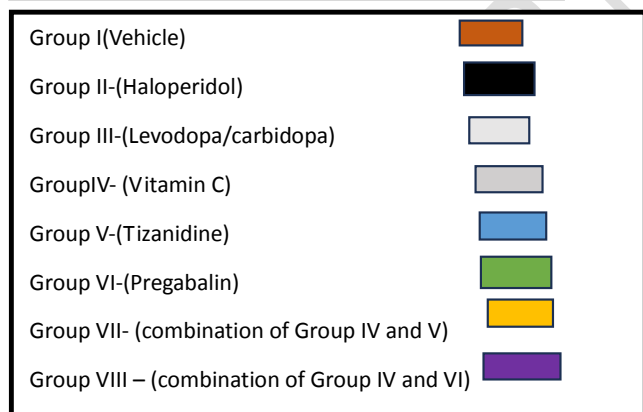 Group I(Vehicle)
Group II-(Haloperidol)
Group III-(Levodopa/carbidopa)
GroupIV- (Vitamin C)
Group V-(Tizanidine)
Group VI-(Pregabalin)
Group VII- (combination of Group IV and V)
Group VIII – (combination of Group IV and VI)